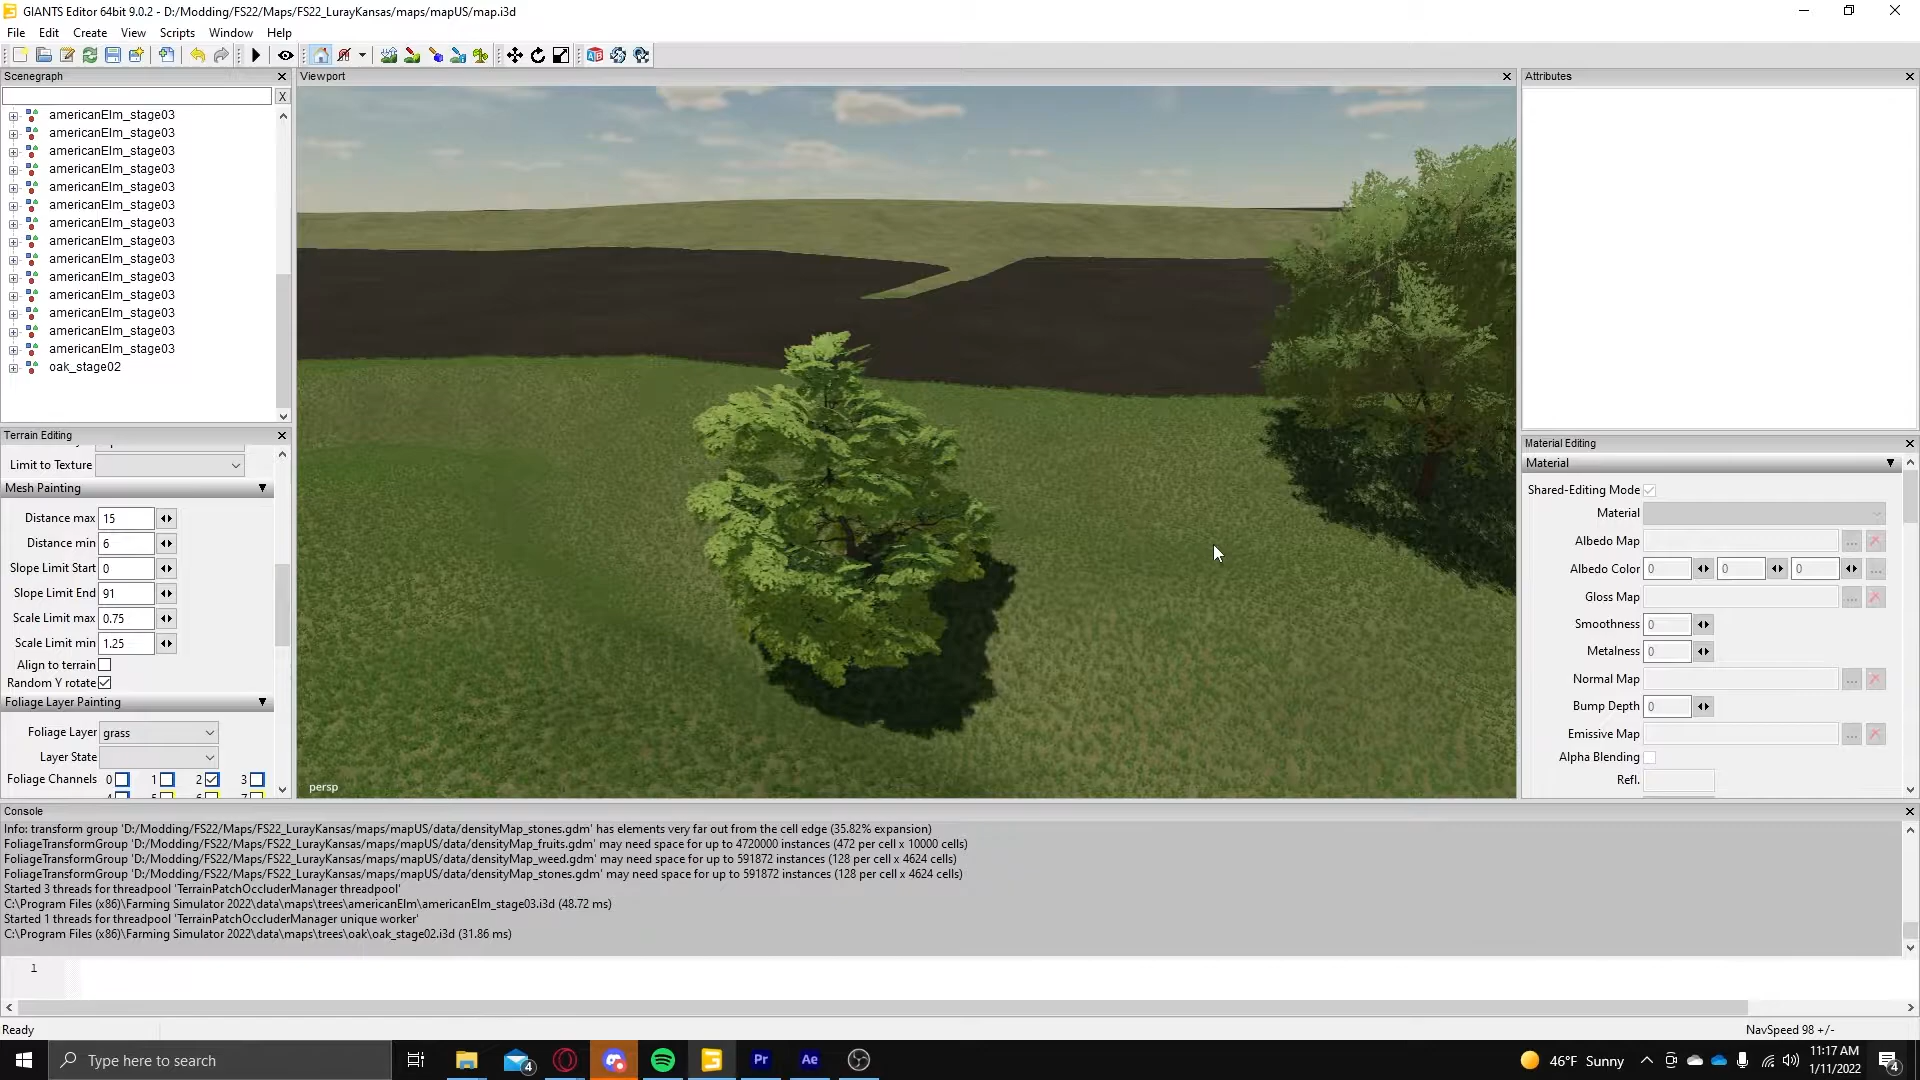 GIANTS Editor 64bit 9.0.2 - D:/Modding/FS22/Maps/FS22_LurayKansas/maps/mapUS/map.i3d
File Edit Create View Scripts Window Help
Scenegraph
X
americanElm_stage03
americanElm_stage03
americanElm_stage03
americanElm_stage03
americanElm_stage03
americanElm_stage03
americanElm_stage03
americanElm_stage03
americanElm_stage03
americanElm_stage03
americanElm_stage03
americanElm_stage03
americanElm_stage03
americanElm_stage03
oak_stage02
Terrain Editing
Limit to Texture
Mesh Painting
Distance max 15
Distance min 6
Slope Limit Start 0
Slope Limit End 91
Scale Limit max 0.75
Scale Limit min 1.25
Align to terrain
Random Y rotate
Foliage Layer Painting
Foliage Layer grass
Layer State
Foliage Channels 0 1 2 3
Viewport
persp
Attributes
Material Editing
Material
Shared-Editing Mode
Material
Albedo Map ...
Albedo Color 0 0 0 ...
Gloss Map ...
Smoothness 0
Metalness 0
Normal Map ...
Bump Depth 0
Emissive Map ...
Alpha Blending
Refl.
Console
Info: transform group 'D:/Modding/FS22/Maps/FS22_LurayKansas/maps/mapUS/data/densityMap_stones.gdm' has elements very far out from the cell edge (35.82% expansion)
FoliageTransformGroup 'D:/Modding/FS22/Maps/FS22_LurayKansas/maps/mapUS/data/densityMap_fruits.gdm' may need space for up to 4720000 instances (472 per cell x 10000 cells)
FoliageTransformGroup 'D:/Modding/FS22/Maps/FS22_LurayKansas/maps/mapUS/data/densityMap_weed.gdm' may need space for up to 591872 instances (128 per cell x 4624 cells)
FoliageTransformGroup 'D:/Modding/FS22/Maps/FS22_LurayKansas/maps/mapUS/data/densityMap_stones.gdm' may need space for up to 591872 instances (128 per cell x 4624 cells)
Started 3 threads for threadpool 'TerrainPatchOccluderManager threadpool'
C:\Program Files (x86)\Farming Simulator 2022\data\maps\trees\americanElm\americanElm_stage03.i3d (48.72 ms)
Started 1 threads for threadpool 'TerrainPatchOccluderManager unique worker'
C:\Program Files (x86)\Farming Simulator 2022\data\maps\trees\oak\oak_stage02.i3d (31.86 ms)
1
Ready
NavSpeed 98 +/-
Type here to search
4
Pr
Ae
46°F Sunny
11:17 AM
1/11/2022
4